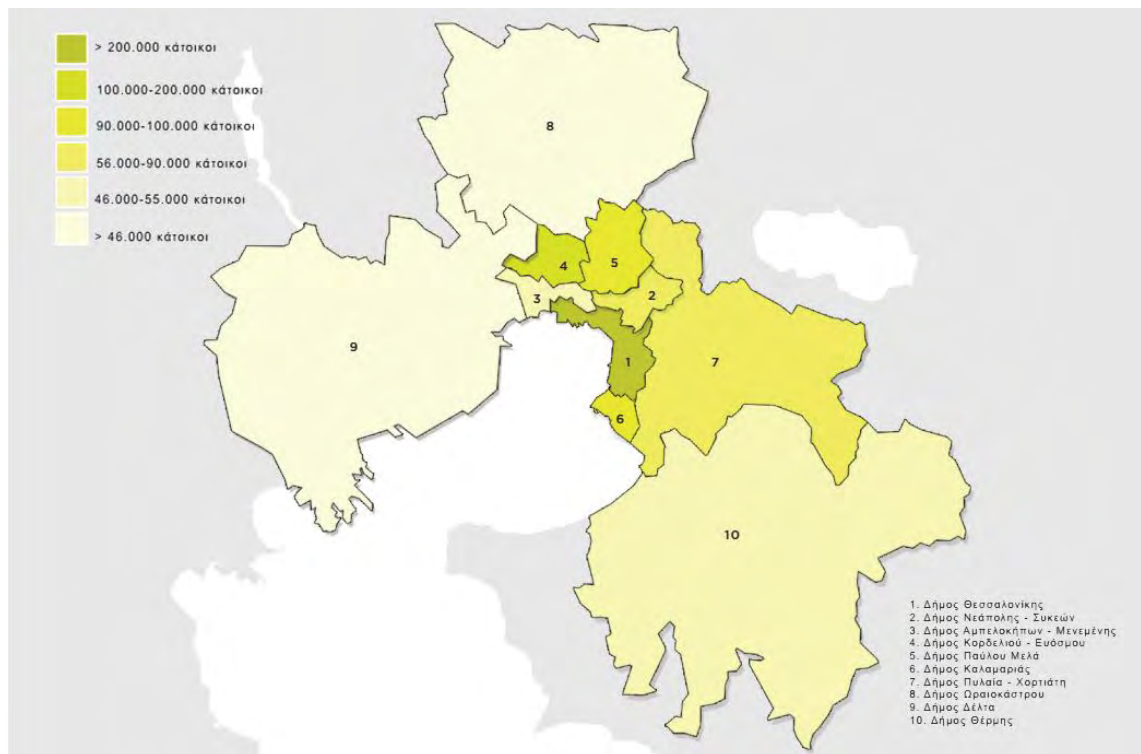 > 200.000 κάτοικοι
100.000-200.000 κάτοικοι
90.000-100.000 κάτοικοι
56.000-90.000 κάτοικοι
46.000-55.000 κάτοικοι
> 46.000 κάτοικοι
8
5
4
2
3
9
1
7
6
10
1. Δήμος Θεσσαλονίκης
2. Δήμος Νεάπολης - Συκεών
3. Δήμος Αμπελοκήπων - Μενεμένης
4. Δήμος Κορδελιού - Ευόσμου
5. Δήμος Παύλου Μελά
6. Δήμος Καλαμαριάς
7. Δήμος Πυλαία - Χορτιάτη
8. Δήμος Ωραιοκάστρου
9. Δήμος Δέλτα
10. Δήμος Θέρμης